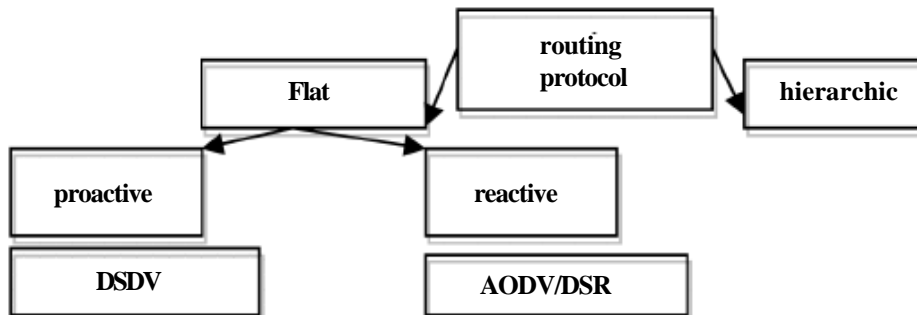 routing
protocol
Flat
hierarchic
proactive
reactive
DSDV
AODV/DSR